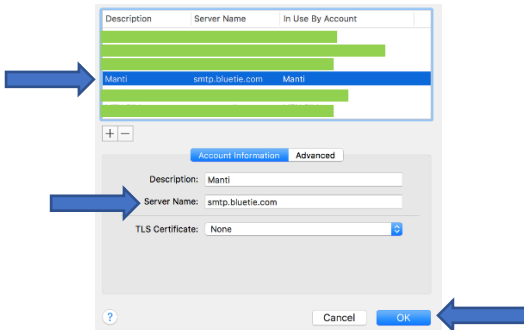 Description Server Name In Use By Account
Manti smtp.bluetie.com Manti
+ −
Account Information Advanced
Description: Manti
Server Name: smtp.bluetie.com
TLS Certificate: None
? Cancel OK